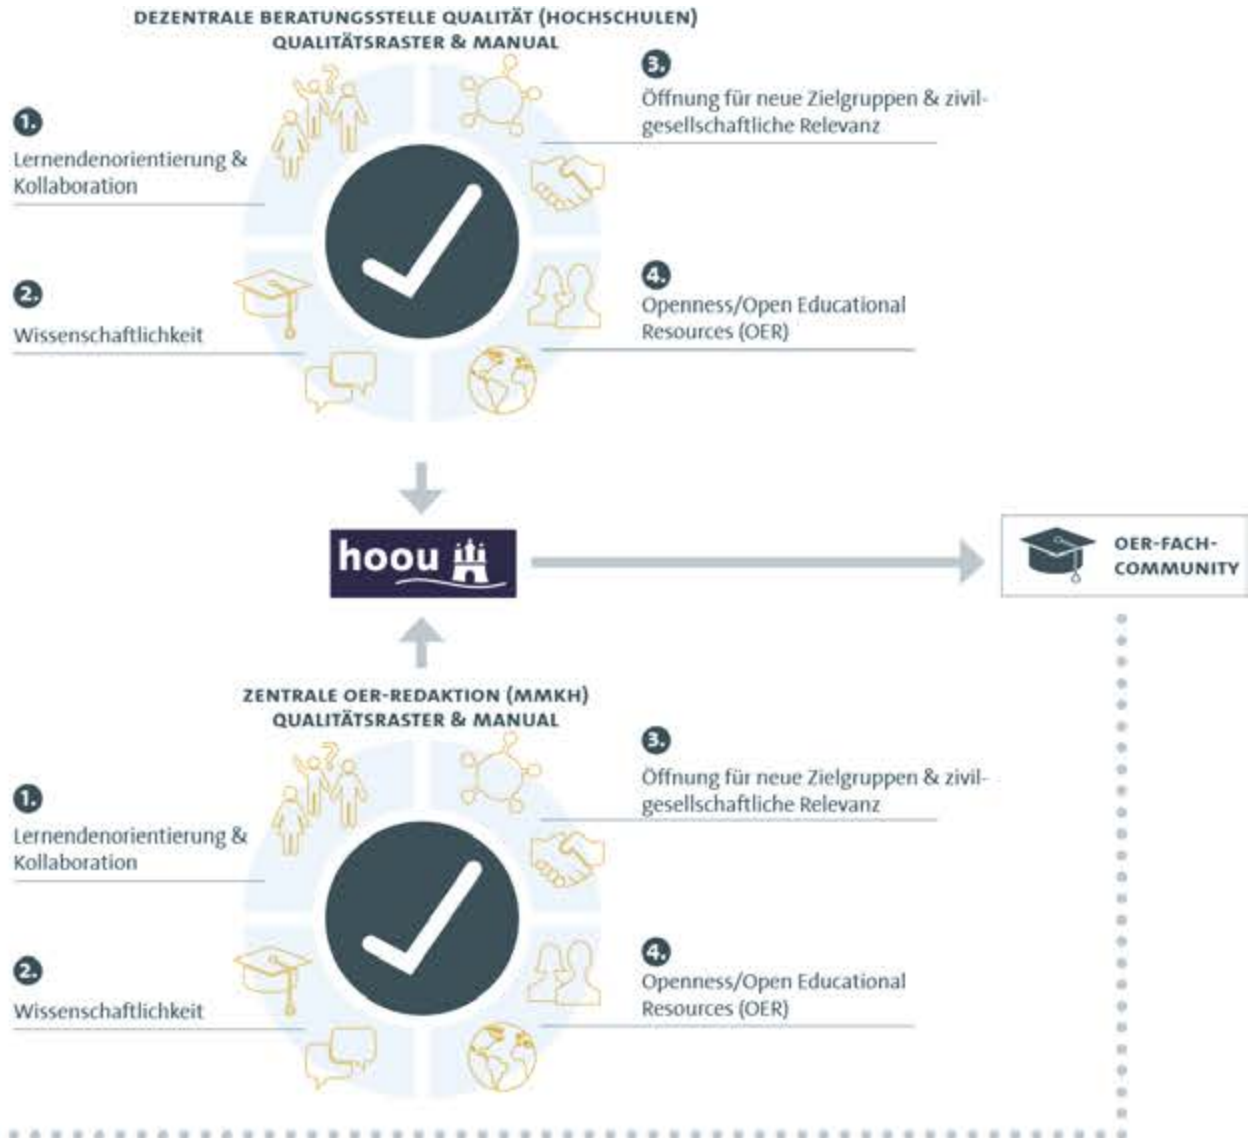 DEZENTRALE BERATUNGSSTELLE QUALITÄT (HOCHSCHULEN)
QUALITÄTSRASTER & MANUAL
1.
Lernendenorientierung &
Kollaboration
2.
Wissenschaftlichkeit
3.
Öffnung für neue Zielgruppen & zivil-
gesellschaftliche Relevanz
4.
Openness/Open Educational
Resources (OER)
hoou
OER-FACH-
COMMUNITY
ZENTRALE OER-REDAKTION (MMKH)
QUALITÄTSRASTER & MANUAL
1.
Lernendenorientierung &
Kollaboration
2.
Wissenschaftlichkeit
3.
Öffnung für neue Zielgruppen & zivil-
gesellschaftliche Relevanz
4.
Openness/Open Educational
Resources (OER)